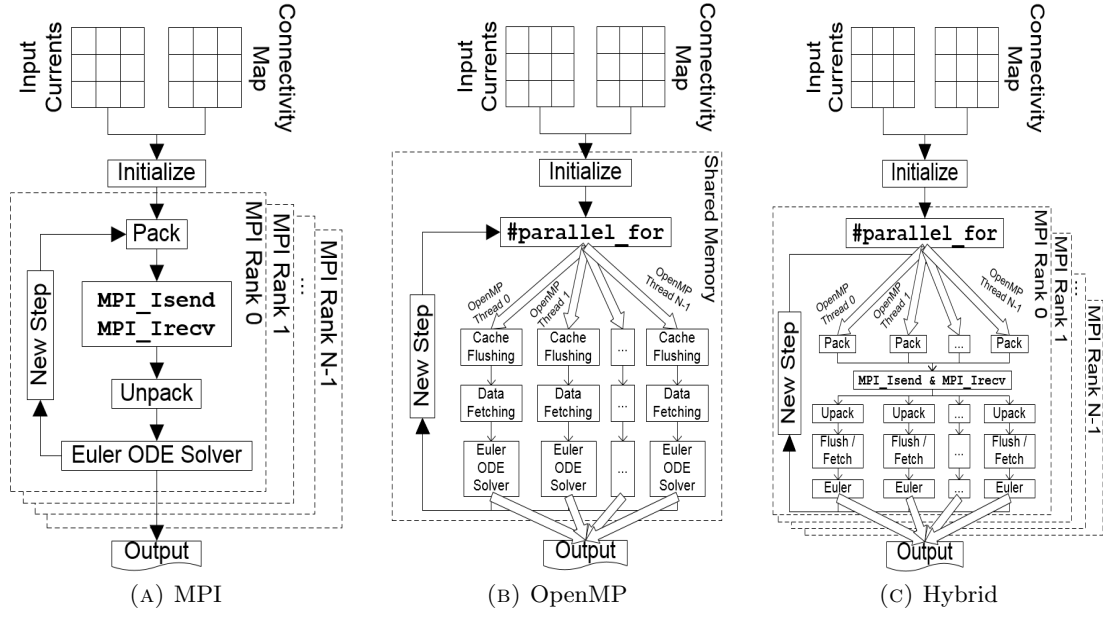 Input
Currents
Connectivity
Map
Initialize
Pack
MPI_Isend
MPI_Irecv
Unpack
Euler ODE Solver
New Step
MPI Rank 0
MPI Rank 1
...
MPI Rank N-1
Output
(A) MPI
Input
Currents
Connectivity
Map
Shared Memory
Initialize
#parallel_for
New Step
OpenMP
Thread 0
OpenMP
Thread 1
OpenMP
Thread N-1
Cache
Flushing
Cache
Flushing
...
Cache
Flushing
Data
Fetching
Data
Fetching
...
Data
Fetching
Euler
ODE
Solver
Euler
ODE
Solver
...
Euler
ODE
Solver
Output
(B) OpenMP
Input
Currents
Connectivity
Map
Initialize
#parallel_for
New Step
MPI Rank 0
MPI Rank 1
...
MPI Rank N-1
OpenMP
Thread 0
OpenMP
Thread 1
OpenMP
Thread N-1
Pack
Pack
...
Pack
MPI_Isend & MPI_Irecv
Upack
Upack
...
Upack
Flush /
Fetch
Flush /
Fetch
...
Flush /
Fetch
Euler
Euler
...
Euler
Output
(C) Hybrid